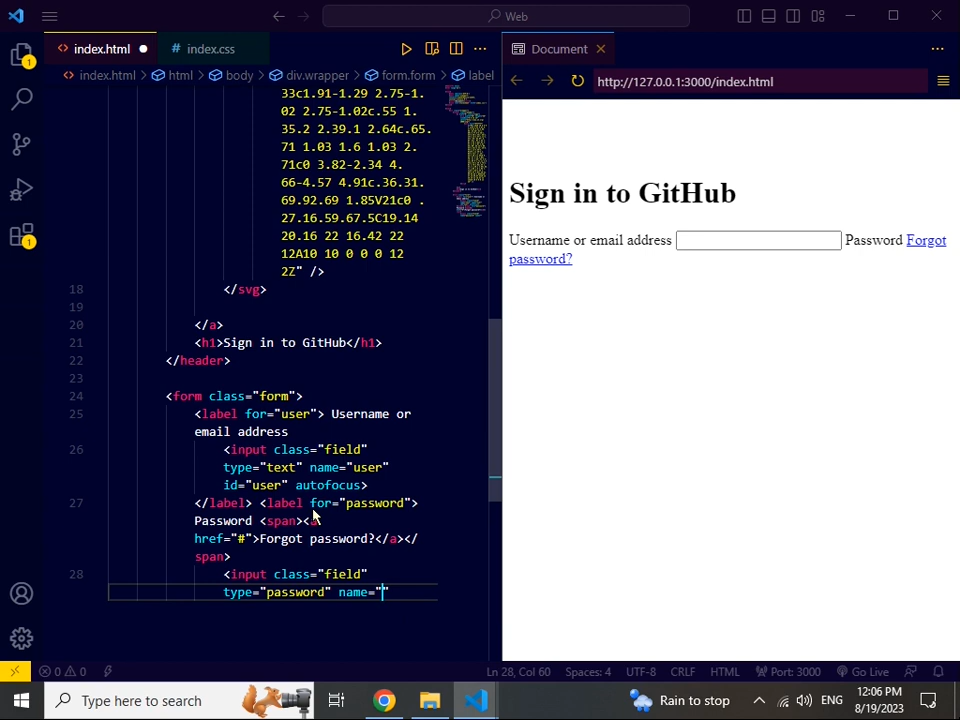 Web
index.html
index.css
Document
index.html
html
body
div.wrapper
form.form
label
http://127.0.0.1:3000/index.html
33c1.91-1.29 2.75-1.
02 2.75-1.02c.55 1.
35.2 2.39.1 2.64c.65.
71 1.03 1.6 1.03 2.
71c0 3.82-2.34 4.
66-4.57 4.91c.36.31.
69.92.69 1.85V21c0 .
27.16.59.67.5C19.14
20.16 22 16.42 22
12A10 10 0 0 0 12
2Z" />
18 </svg>
19
20 </a>
21 <h1>Sign in to GitHub</h1>
22 </header>
23
24 <form class="form">
25 <label for="user"> Username or
email address
26 <input class="field"
type="text" name="user"
id="user" autofocus>
27 </label> <label for="password">
Password <span><a
href="#">Forgot password?</a></
span>
28 <input class="field"
type="password" name=""
Sign in to GitHub
Username or email address Password Forgot
password?
0 0
Ln 28, Col 60
Spaces: 4
UTF-8
CRLF
HTML
Port: 3000
Go Live
Type here to search
Rain to stop
ENG
12:06 PM
8/19/2023
1
1